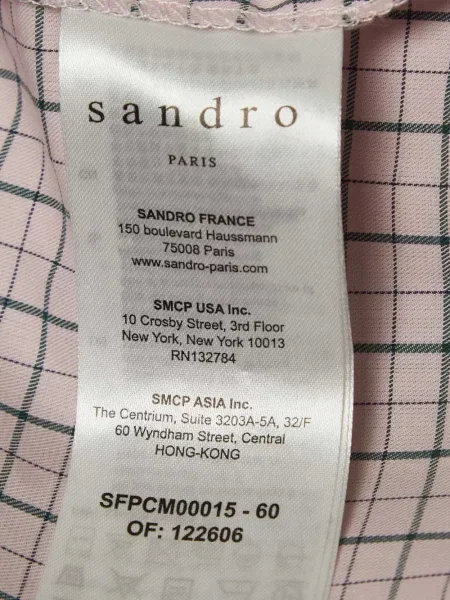 sandro
PARIS
SANDRO FRANCE
150 boulevard Haussmann
75008 Paris
www.sandro-paris.com
SMCP USA Inc.
10 Crosby Street, 3rd Floor
New York, New York 10013
RN132784
SMCP ASIA Inc.
The Centrium, Suite 3203A-5A, 32/F
60 Wyndham Street, Central
HONG-KONG
SFPCM00015 - 60
OF: 122606